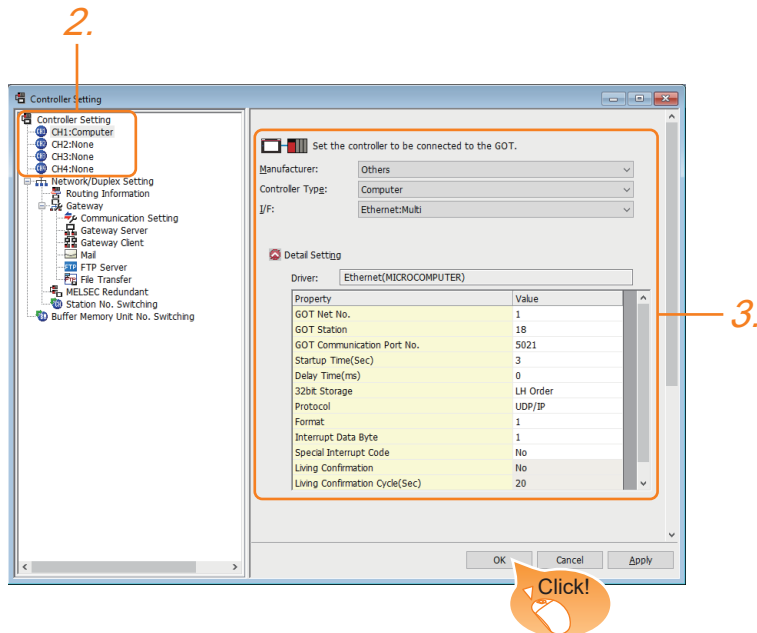 2.
Controller Setting
Controller Setting
CH1:Computer
CH2:None
CH3:None
CH4:None
Network/Duplex Setting
Routing Information
Gateway
Communication Setting
Gateway Server
Gateway Client
Mail
FTP Server
File Transfer
MELSEC Redundant
Station No. Switching
Buffer Memory Unit No. Switching
Set the controller to be connected to the GOT.
Manufacturer: Others
Controller Type: Computer
I/F: Ethernet:Multi
Detail Setting
Driver: Ethernet(MICROCOMPUTER)
Property Value
GOT Net No. 1
GOT Station 18
GOT Communication Port No. 5021
Startup Time(Sec) 3
Delay Time(ms) 0
32bit Storage LH Order
Protocol UDP/IP
Format 1
Interrupt Data Byte 1
Special Interrupt Code No
Living Confirmation No
Living Confirmation Cycle(Sec) 20
3.
OK Cancel Apply
Click!